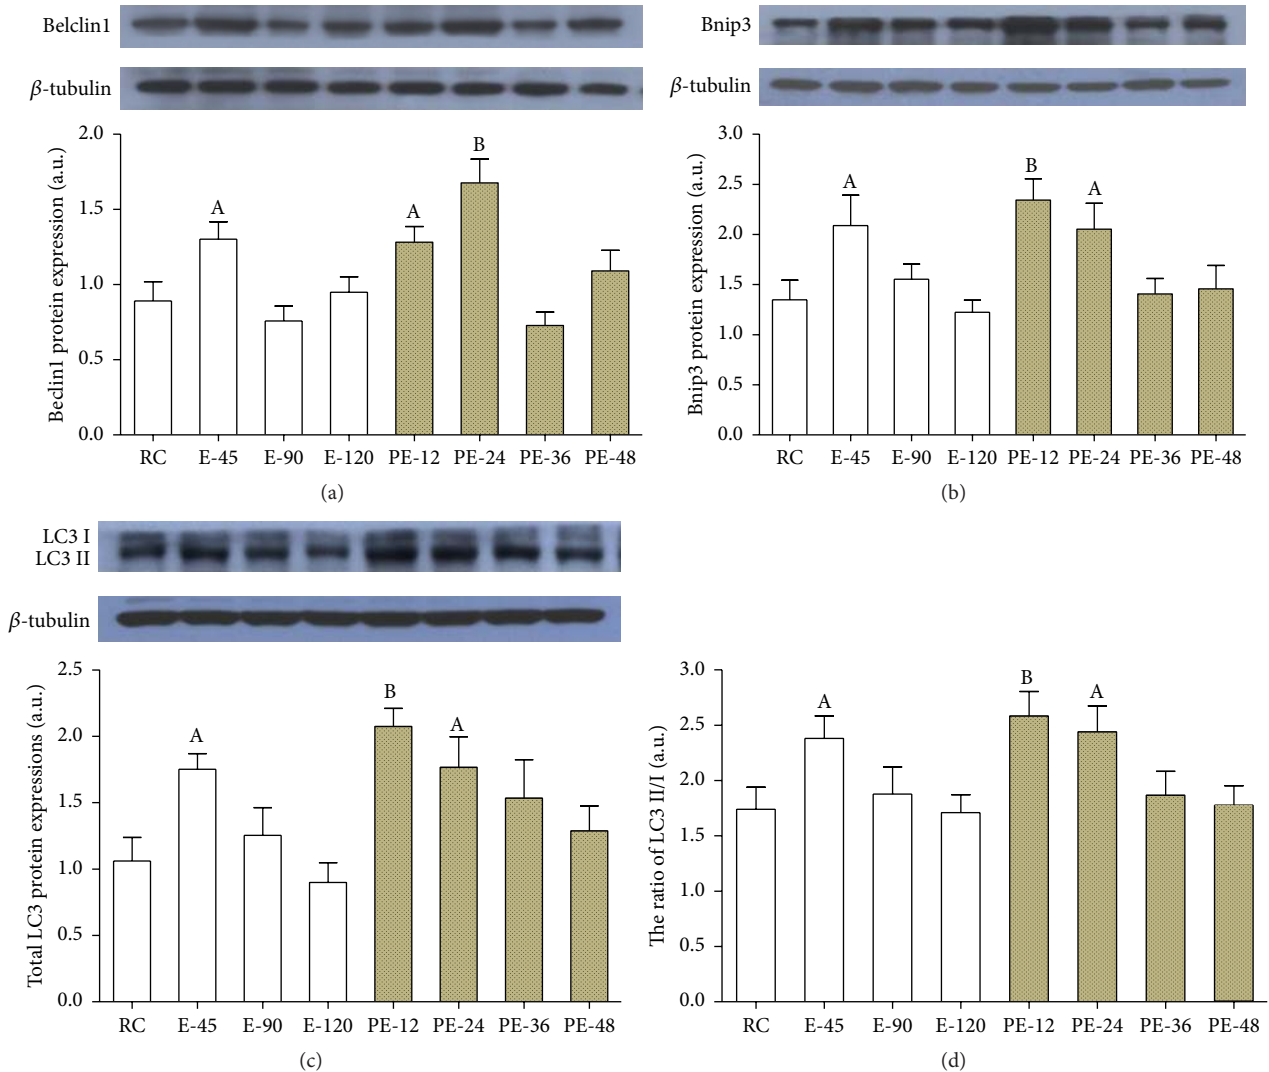 Belclin1
β-tubulin
Beclin1 protein expression (a.u.)
2.0
1.5
1.0
0.5
0.0
A
A
B
RC E-45 E-90 E-120 PE-12 PE-24 PE-36 PE-48
(a)
Bnip3
β-tubulin
Bnip3 protein expression (a.u.)
3.0
2.5
2.0
1.5
1.0
0.5
0.0
A
B
A
RC E-45 E-90 E-120 PE-12 PE-24 PE-36 PE-48
(b)
LC3 I
LC3 II
β-tubulin
Total LC3 protein expressions (a.u.)
2.5
2.0
1.5
1.0
0.5
0.0
A
B
A
RC E-45 E-90 E-120 PE-12 PE-24 PE-36 PE-48
(c)
The ratio of LC3 II/I (a.u.)
3.0
2.5
2.0
1.5
1.0
0.5
0.0
A
B
A
RC E-45 E-90 E-120 PE-12 PE-24 PE-36 PE-48
(d)